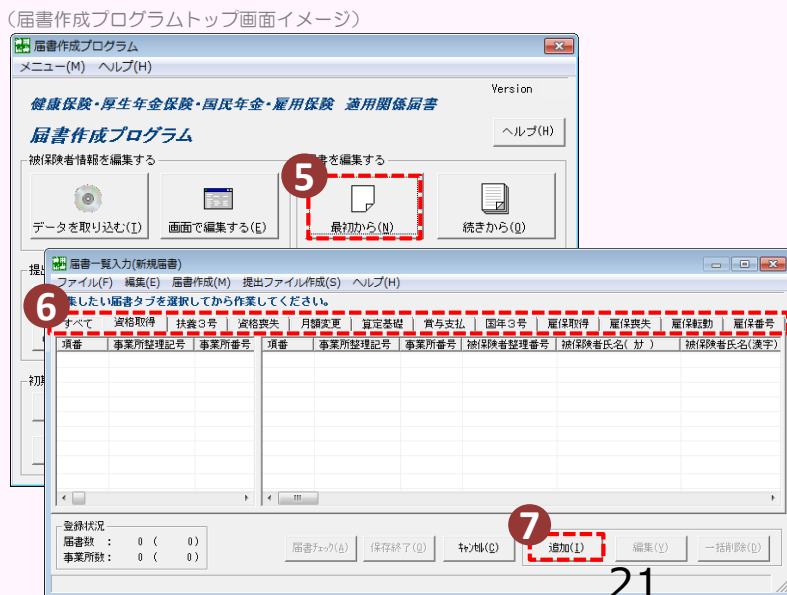 （届書作成プログラムトップ画面イメージ）
届書作成プログラム
メニュー(M) ヘルプ(H)
Version
健康保険・厚生年金保険・国民年金・雇用保険 適用関係届書
届書作成プログラム
ヘルプ(H)
被保険者情報を編集する
書を編集する
5
データを取り込む(I)
画面で編集する(E)
最初から(N)
続きから(O)
提
届書一覧入力(新規届書)
ファイル(F) 編集(E) 届書作成(M) 提出ファイル作成(S) ヘルプ(H)
6
集したい届書タブを選択してから作業してください。
すべて 資格取得 扶養3号 資格喪失 月額変更 算定基礎 賞与支払 国年3号 雇保取得 雇保喪失 雇保転勤 雇保番号
項番 事業所整理記号 事業所番号 項番 事業所整理記号 事業所番号 被保険者整理番号 被保険者氏名(カナ) 被保険者氏名(漢字)
初期
登録状況
届書数 : 0 ( 0)
事業所数: 0 ( 0)
7
届書チェック(A) 保存終了(Q) キャンセル(C) 追加(I) 編集(Y) 一括削除(D)
21